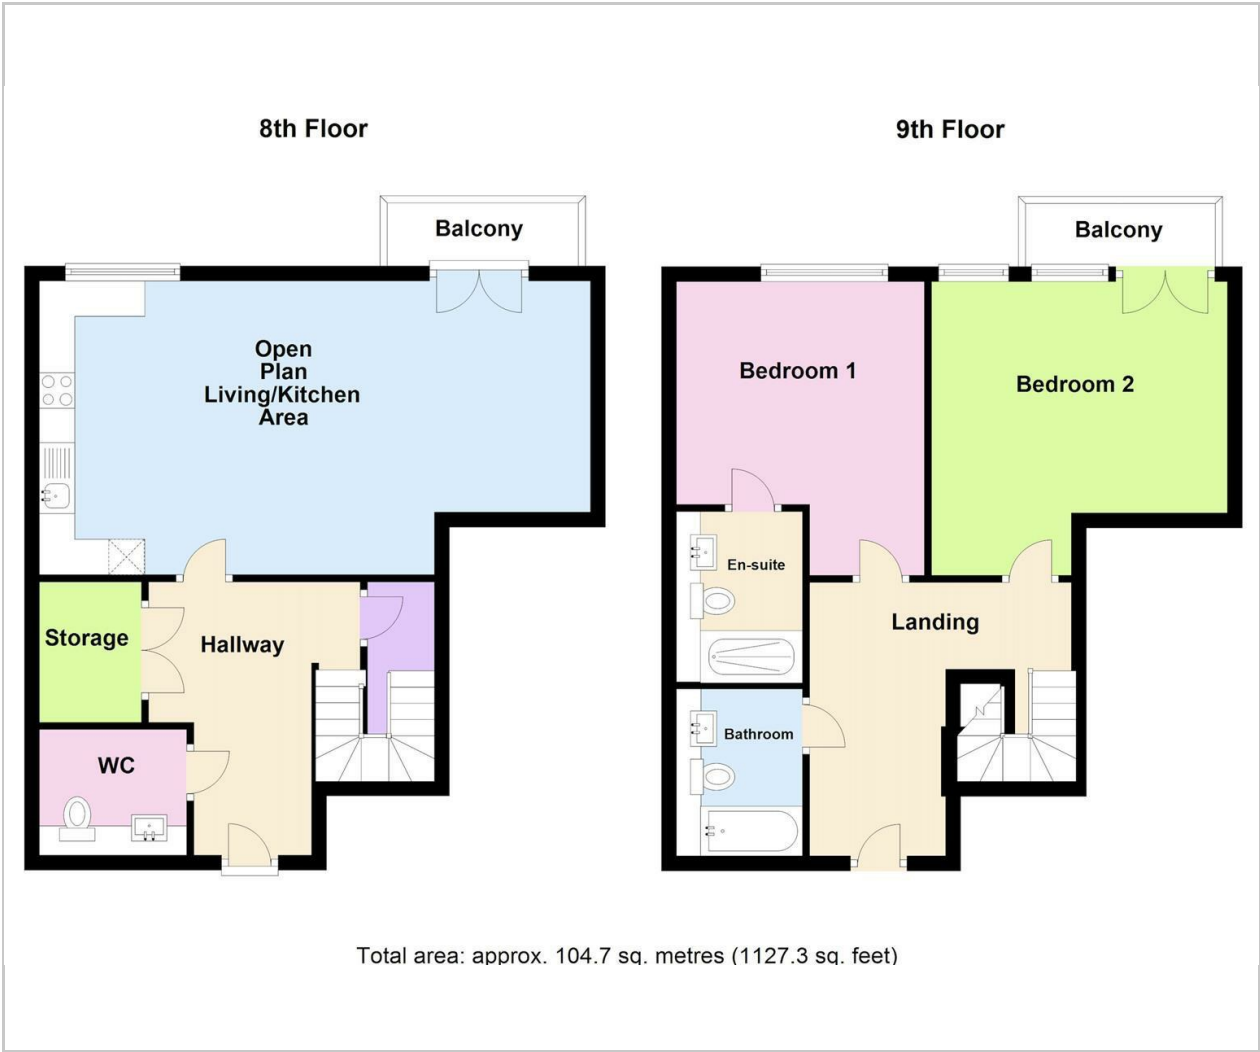 8th Floor
Balcony
Open
Plan
Living/Kitchen
Area
Storage
Hallway
WC
9th Floor
Balcony
Bedroom 1
Bedroom 2
En-suite
Landing
Bathroom
Total area: approx. 104.7 sq. metres (1127.3 sq. feet)